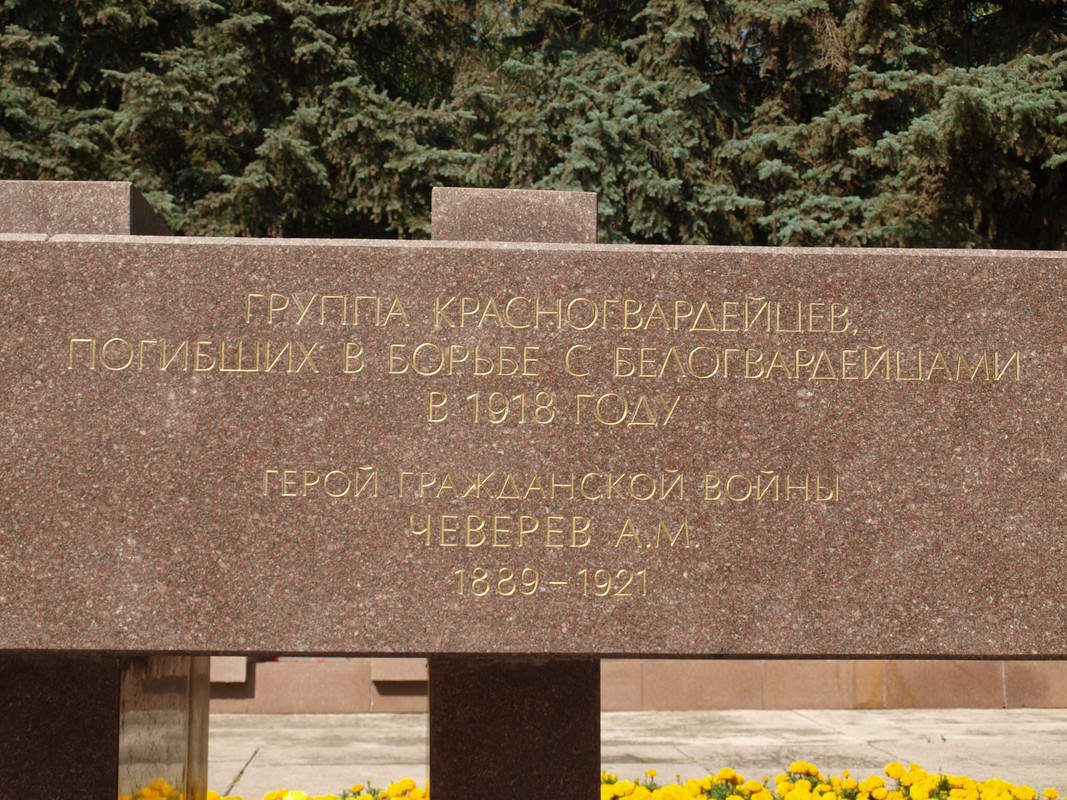 ГРУППА КРАСНОГВАРДЕЙЦЕВ,
ПОГИБШИХ В БОРЬБЕ С БЕЛОГВАРДЕЙЦАМИ
В 1918 ГОДУ
ГЕРОЙ ГРАЖДАНСКОЙ ВОЙНЫ
ЧЕВЕРЕВ А.М.
1889–1921